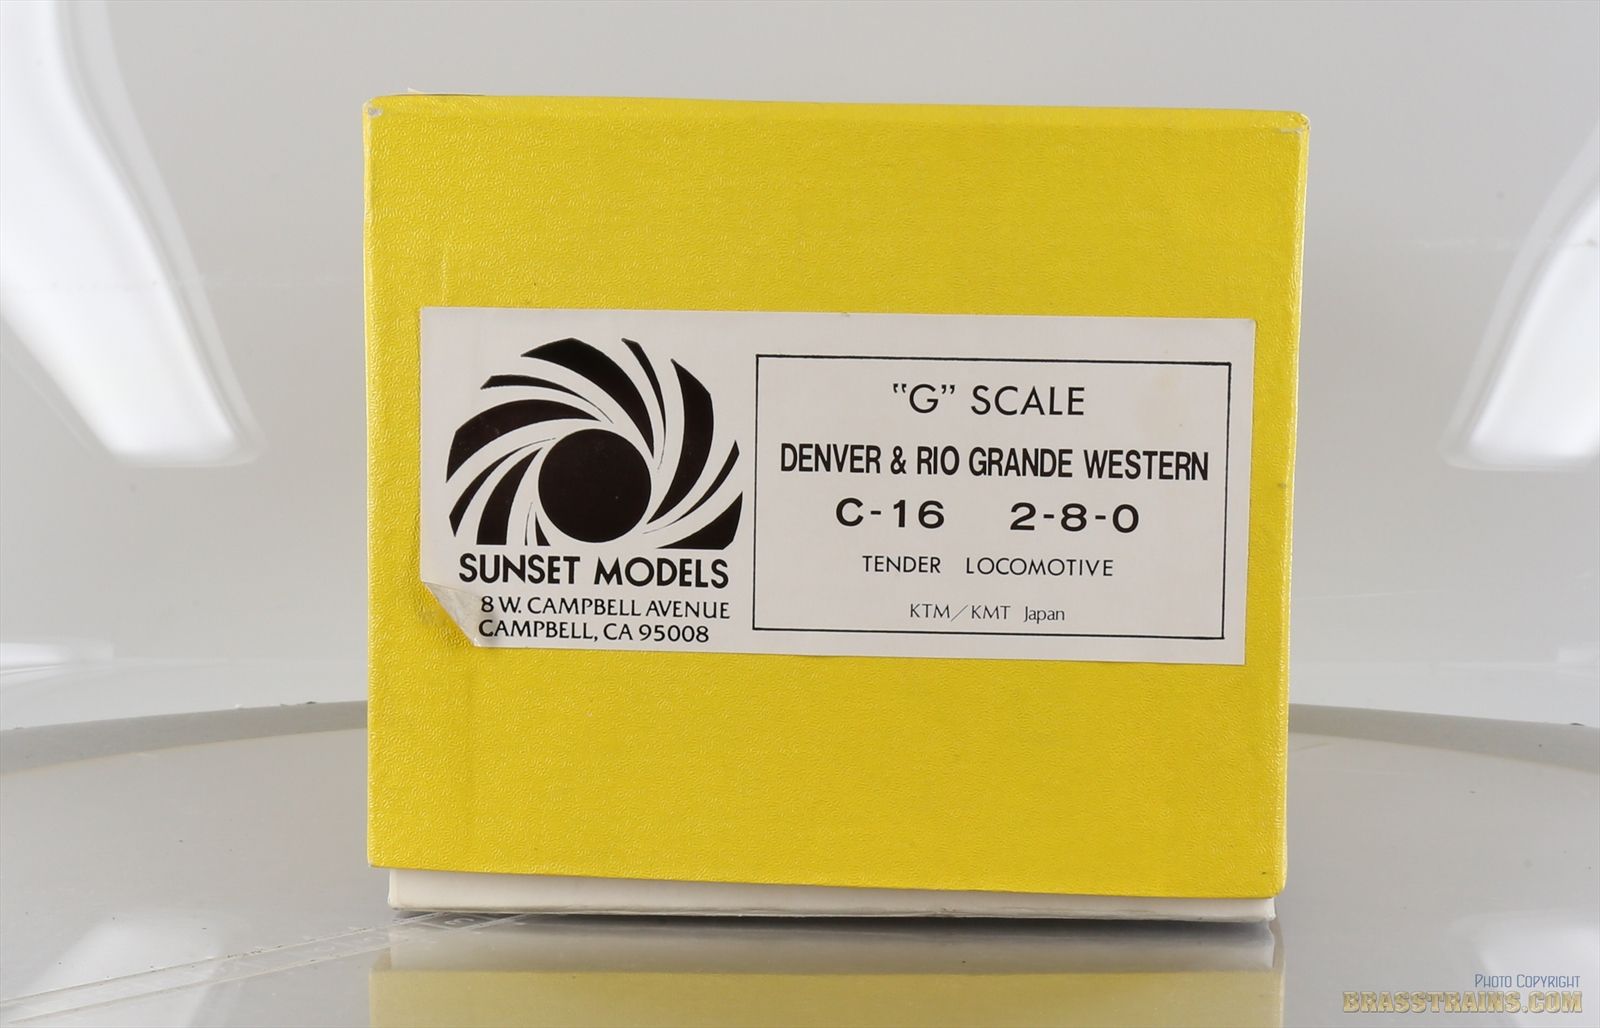 SUNSET MODELS
8 W. CAMPBELL AVENUE
CAMPBELL, CA 95008
"G" SCALE
DENVER & RIO GRANDE WESTERN
C-16 2-8-0
TENDER LOCOMOTIVE
KTM/KMT Japan
PHOTO COPYRIGHT
BRASSTRAINS.COM